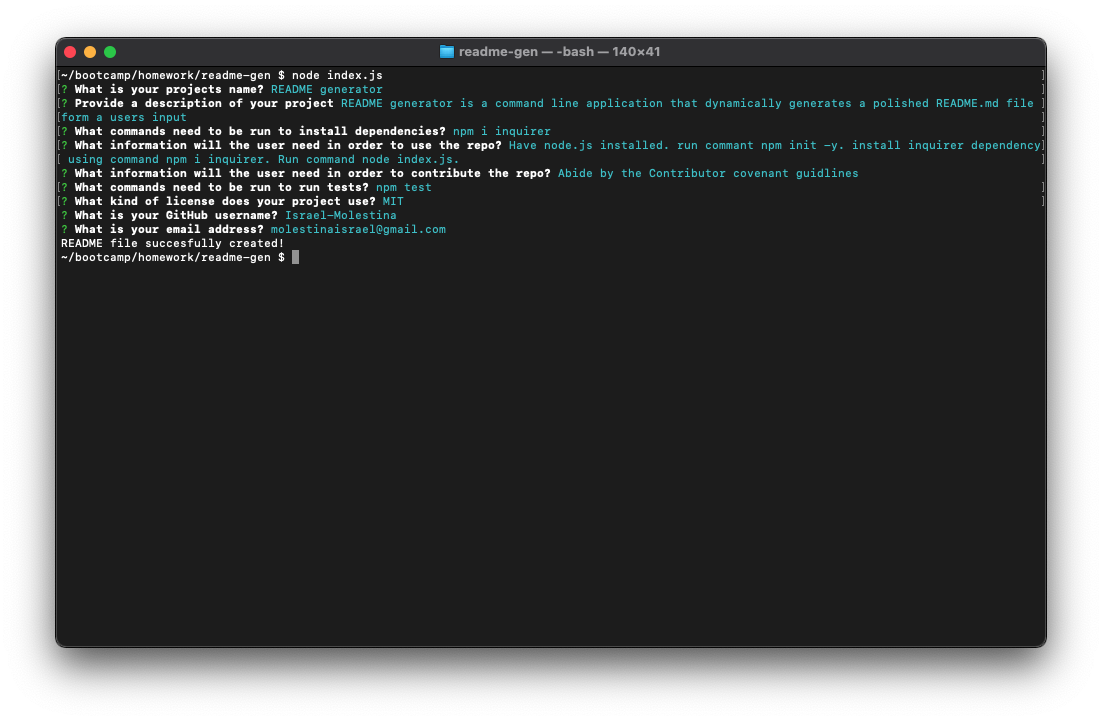 readme-gen — -bash — 140×41
[~/bootcamp/homework/readme-gen $ node index.js ]
[? What is your projects name? README generator ]
[? Provide a description of your project README generator is a command line application that dynamically generates a polished README.md file ]
[form a users input ]
[? What commands need to be run to install dependencies? npm i inquirer ]
[? What information will the user need in order to use the repo? Have node.js installed. run commant npm init -y. install inquirer dependency]
[ using command npm i inquirer. Run command node index.js. ]
? What information will the user need in order to contribute the repo? Abide by the Contributor covenant guidlines
[? What commands need to be run to run tests? npm test ]
[? What kind of license does your project use? MIT ]
? What is your GitHub username? Israel-Molestina
? What is your email address? molestinaisrael@gmail.com
README file succesfully created!
~/bootcamp/homework/readme-gen $